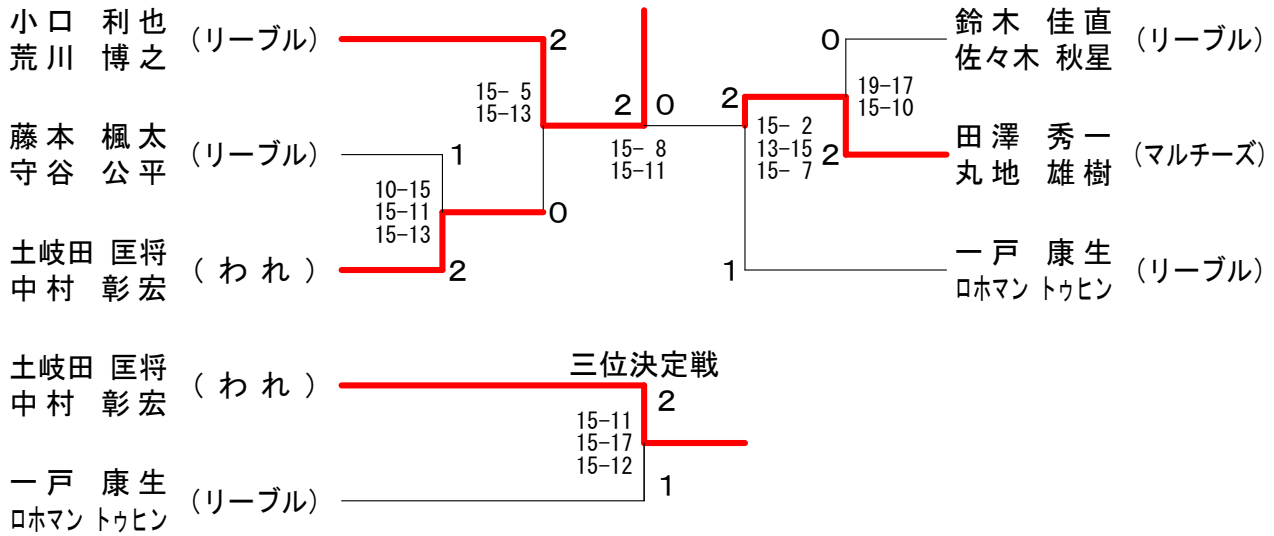 小口 利也
荒川 博之
(リーブル)
2
15- 5
15-13
藤本 楓太
守谷 公平
(リーブル)
1
10-15
15-11
15-13
土岐田 匡将
中村 彰宏
(われ)
2
0
2 0
15- 8
15-11
鈴木 佳直
佐々木 秋星
(リーブル)
0
19-17
15-10
田澤 秀一
丸地 雄樹
(マルチーズ)
2
2
15- 2
13-15
15- 7
一戸 康生
ロホマン トゥヒン
(リーブル)
1
三位決定戦
土岐田 匡将
中村 彰宏
(われ)
2
15-11
15-17
15-12
一戸 康生
ロホマン トゥヒン
(リーブル)
1